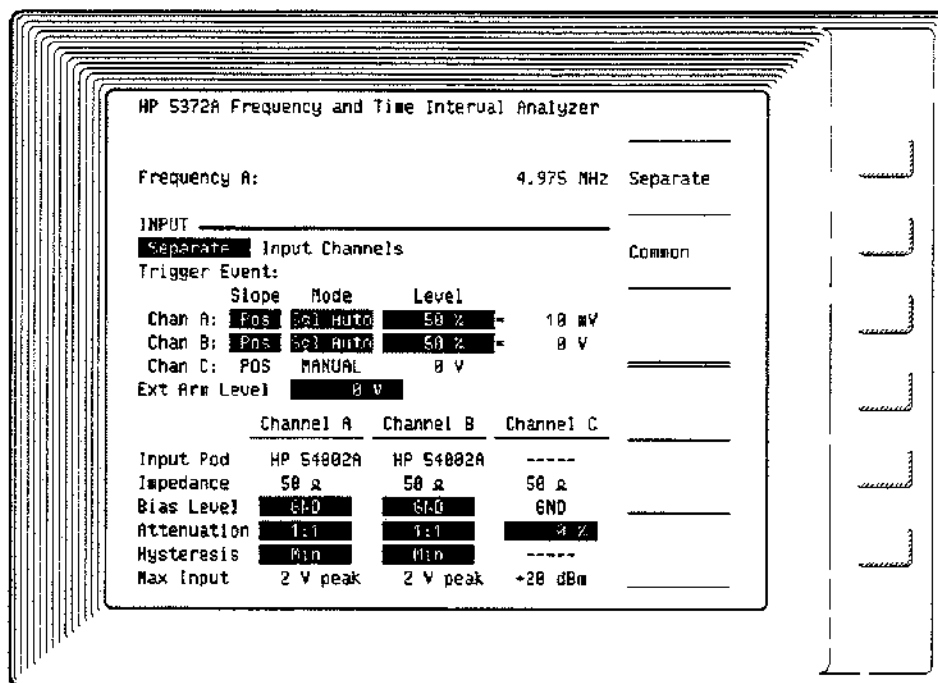 HP 5372A Frequency and Time Interval Analyzer
Frequency A: 4.975 MHz
Separate
INPUT
Separate Input Channels
Common
Trigger Event:
Slope Mode Level
Chan A: Pos Sgl Auto 50 % = 10 mV
Chan B: Pos Sgl Auto 50 % = 0 V
Chan C: POS MANUAL 0 V
Ext Arm Level 0 V
Channel A Channel B Channel C
Input Pod HP 54002A HP 54002A -----
Impedance 50 Ω 50 Ω 50 Ω
Bias Level GND GND GND
Attenuation 1:1 1:1 0 %
Hysteresis Min Min -----
Max Input 2 V peak 2 V peak +20 dBm